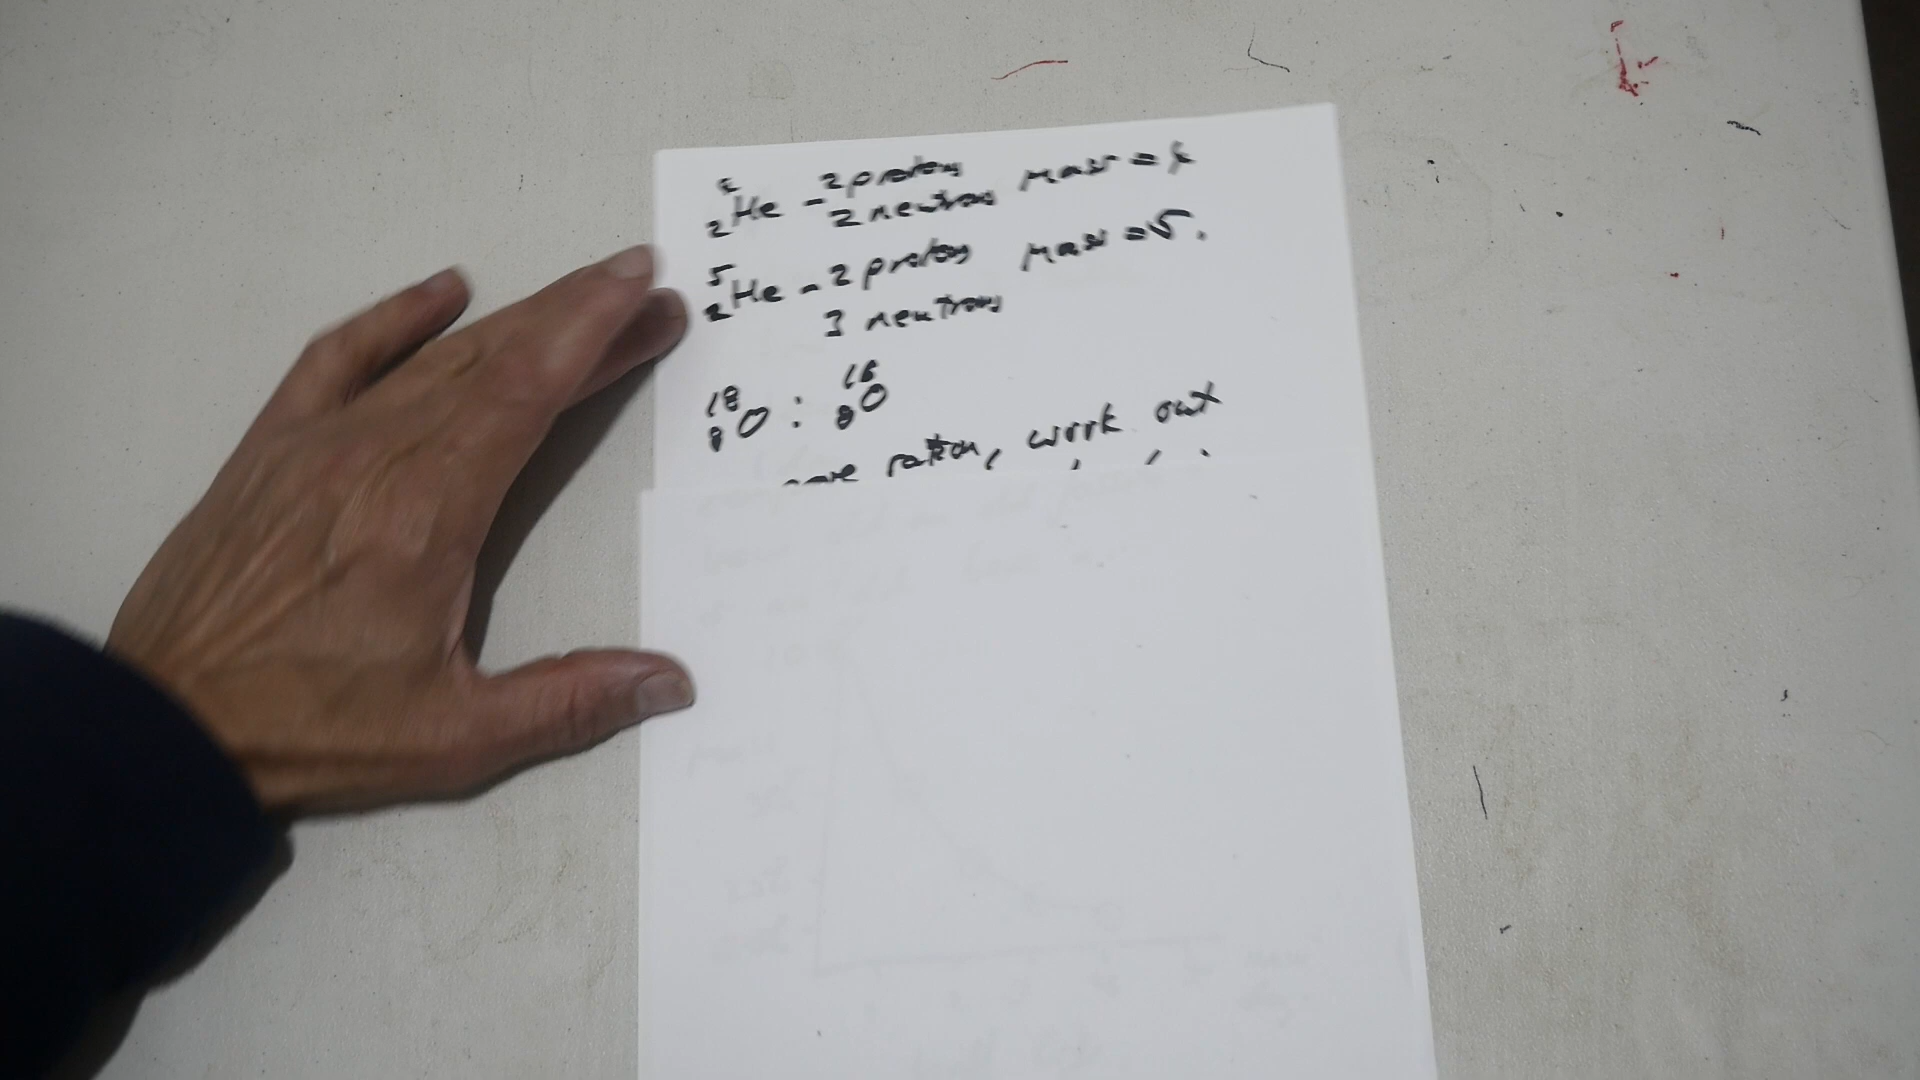 4
2He - 2 protons
2 neutrons mass = 4
5
2He - 2 protons mass = 5.
3 neutrons
18 16
8O : 8O
ration, work out